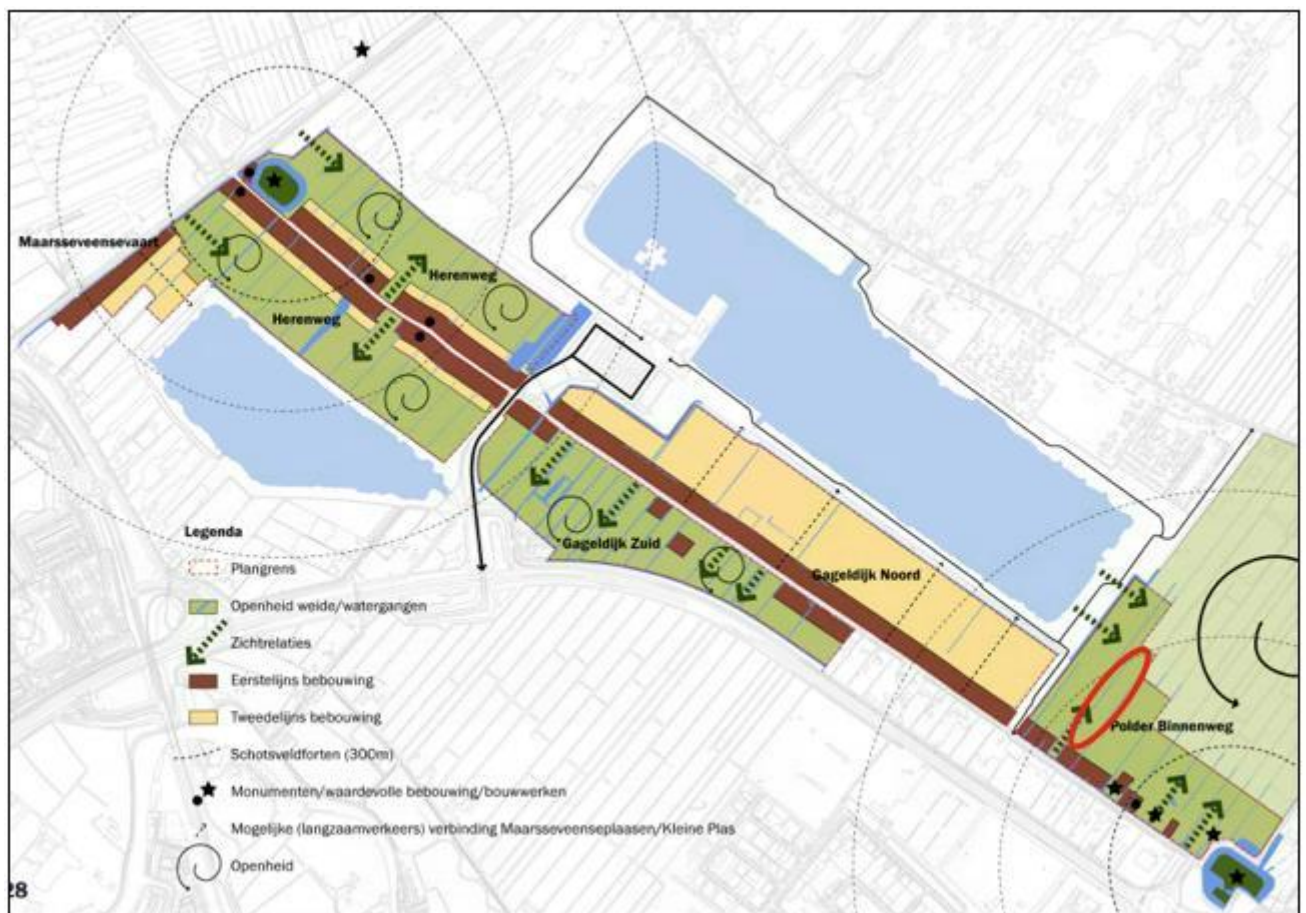 Maarsseveensevaart
Herenweg
Herenweg
Legenda
Plangrens
Openheid weide/watergangen
Zichtrelaties
Eerstelijns bebouwing
Tweedelijns bebouwing
Schotsveldforten (300m)
Monumenten/waardevolle bebouwing/bouwwerken
Mogelijke (langzaamverkeers) verbinding Maarsseveenseplaasen/Kleine Plas
Openheid
Gageldijk Zuid
Gageldijk Noord
Polder Binnenweg
28